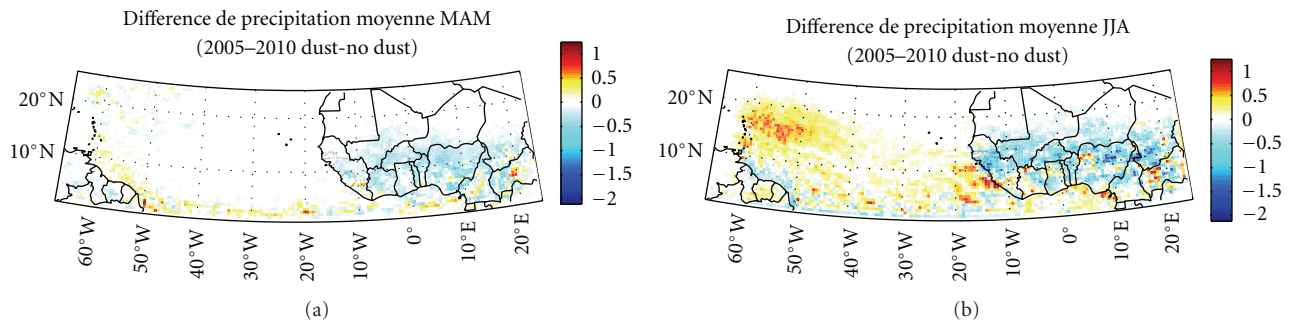 Difference de precipitation moyenne MAM
(2005–2010 dust-no dust)
20°N
10°N
60°W
50°W
40°W
30°W
20°W
10°W
0°
10°E
20°E
1
0.5
0
−0.5
−1
−1.5
−2
(a)
Difference de precipitation moyenne JJA
(2005–2010 dust-no dust)
20°N
10°N
60°W
50°W
40°W
30°W
20°W
10°W
0°
10°E
20°E
1
0.5
0
−0.5
−1
−1.5
−2
(b)